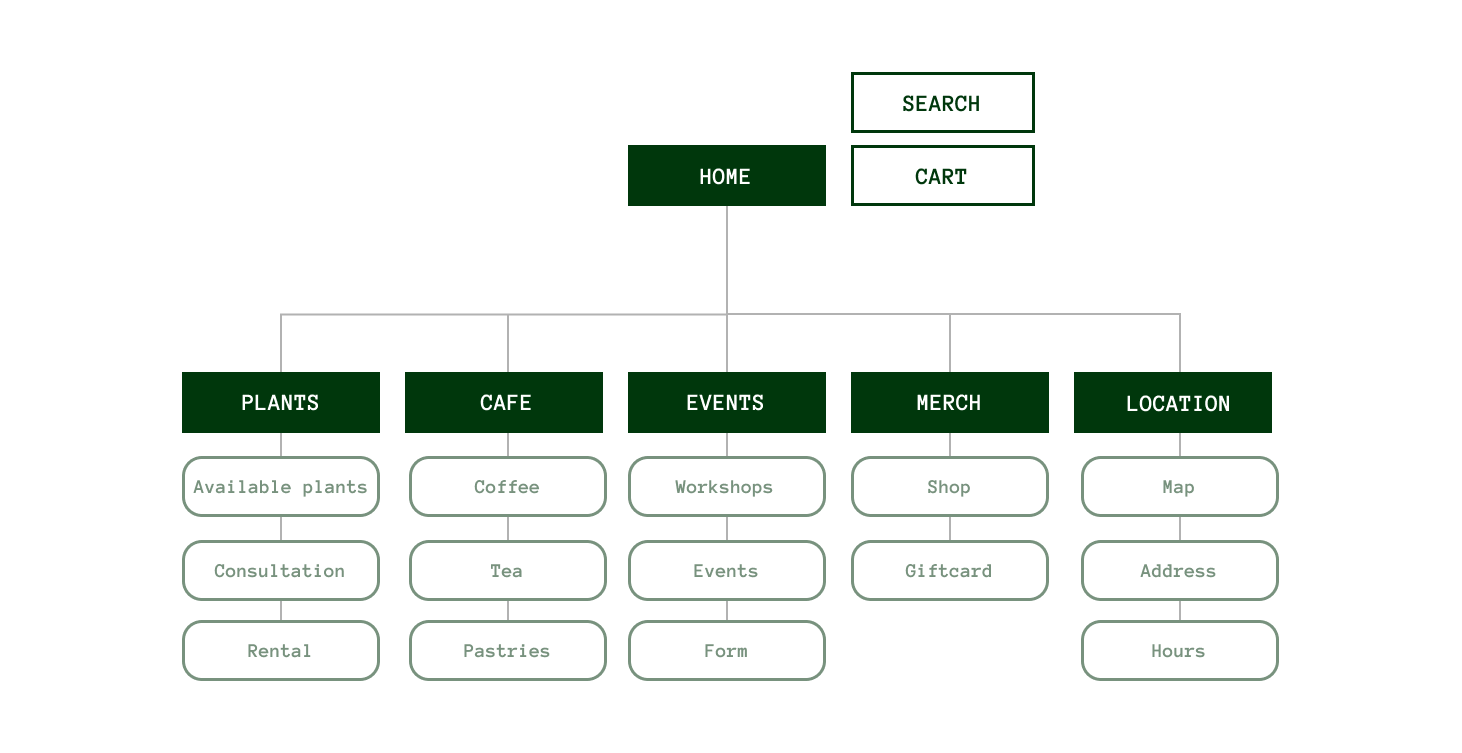 SEARCH
HOME
CART
PLANTS
CAFE
EVENTS
MERCH
LOCATION
Available plants
Coffee
Workshops
Shop
Map
Consultation
Tea
Events
Giftcard
Address
Rental
Pastries
Form
Hours